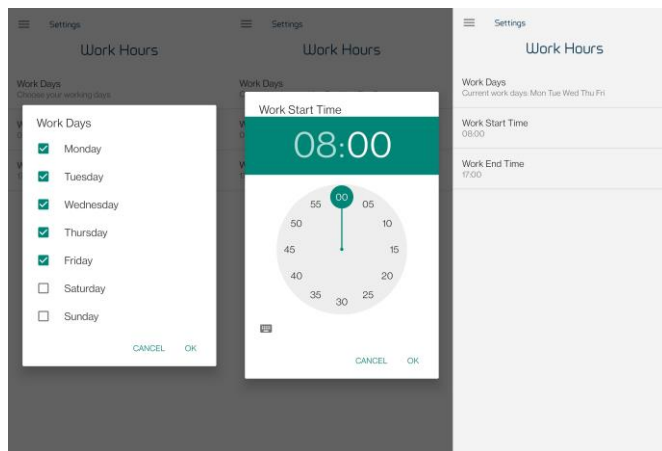 Settings
Work Hours
Work Days
Choose your working days
Work Days
Monday
Tuesday
Wednesday
Thursday
Friday
Saturday
Sunday
CANCEL OK
Settings
Work Hours
Work Days
Work Start Time
08:00
00
05
10
15
20
25
30
35
40
45
50
55
CANCEL OK
Settings
Work Hours
Work Days
Current work days: Mon Tue Wed Thu Fri
Work Start Time
08:00
Work End Time
17:00